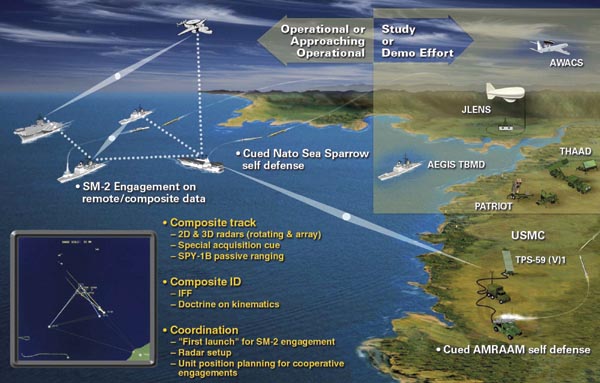 Operational or
Approaching
Operational
Study
or
Demo Effort
AWACS
JLENS
THAAD
AEGIS TBMD
PATRIOT
• Cued Nato Sea Sparrow
self defense
• SM-2 Engagement on
remote/composite data
USMC
TPS-59 (V)1
• Cued AMRAAM self defense
• Composite track
– 2D & 3D radars (rotating & array)
– Special acquisition cue
– SPY-1B passive ranging
• Composite ID
– IFF
– Doctrine on kinematics
• Coordination
– "First launch" for SM-2 engagement
– Radar setup
– Unit position planning for cooperative
engagements